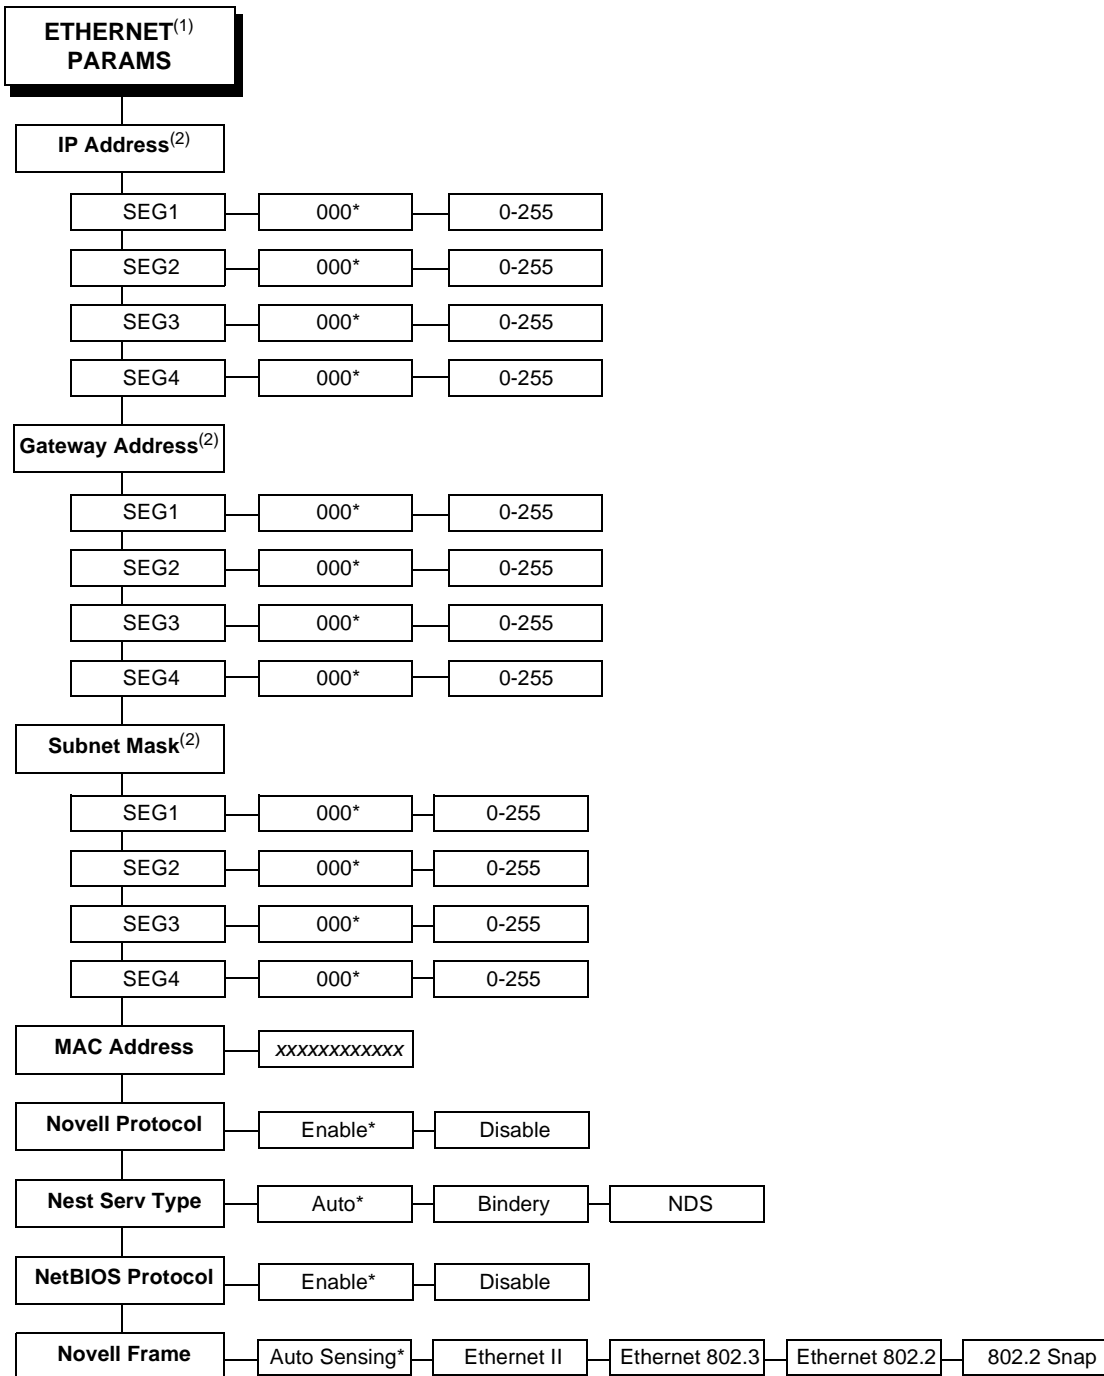 ETHERNET(1)
PARAMS
IP Address(2)
SEG1 000* 0-255
SEG2 000* 0-255
SEG3 000* 0-255
SEG4 000* 0-255
Gateway Address(2)
SEG1 000* 0-255
SEG2 000* 0-255
SEG3 000* 0-255
SEG4 000* 0-255
Subnet Mask(2)
SEG1 000* 0-255
SEG2 000* 0-255
SEG3 000* 0-255
SEG4 000* 0-255
MAC Address xxxxxxxxxxxx
Novell Protocol Enable* Disable
Nest Serv Type Auto* Bindery NDS
NetBIOS Protocol Enable* Disable
Novell Frame Auto Sensing* Ethernet II Ethernet 802.3 Ethernet 802.2 802.2 Snap